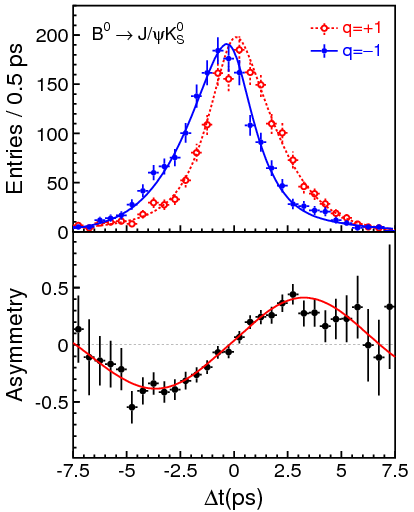 B⁰ → J/ψK⁰S
q=+1
q=−1
Entries / 0.5 ps
200
150
100
50
0
Asymmetry
0.5
0
-0.5
-7.5 -5 -2.5 0 2.5 5 7.5
Δt(ps)